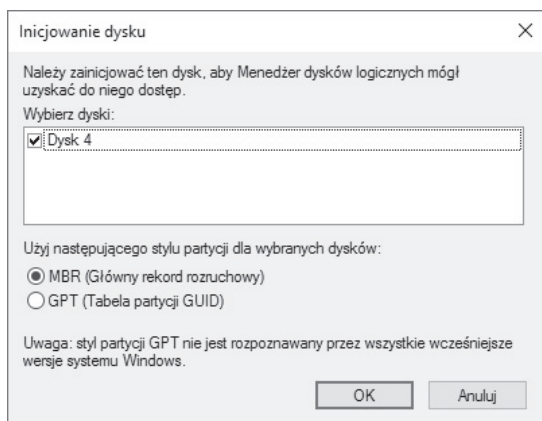 Inicjowanie dysku
Należy zainicjować ten dysk, aby Menedżer dysków logicznych mógł
uzyskać do niego dostęp.
Wybierz dyski:
Dysk 4
Użyj następującego stylu partycji dla wybranych dysków:
MBR (Główny rekord rozruchowy)
GPT (Tabela partycji GUID)
Uwaga: styl partycji GPT nie jest rozpoznawany przez wszystkie wcześniejsze
wersje systemu Windows.
OK Anuluj